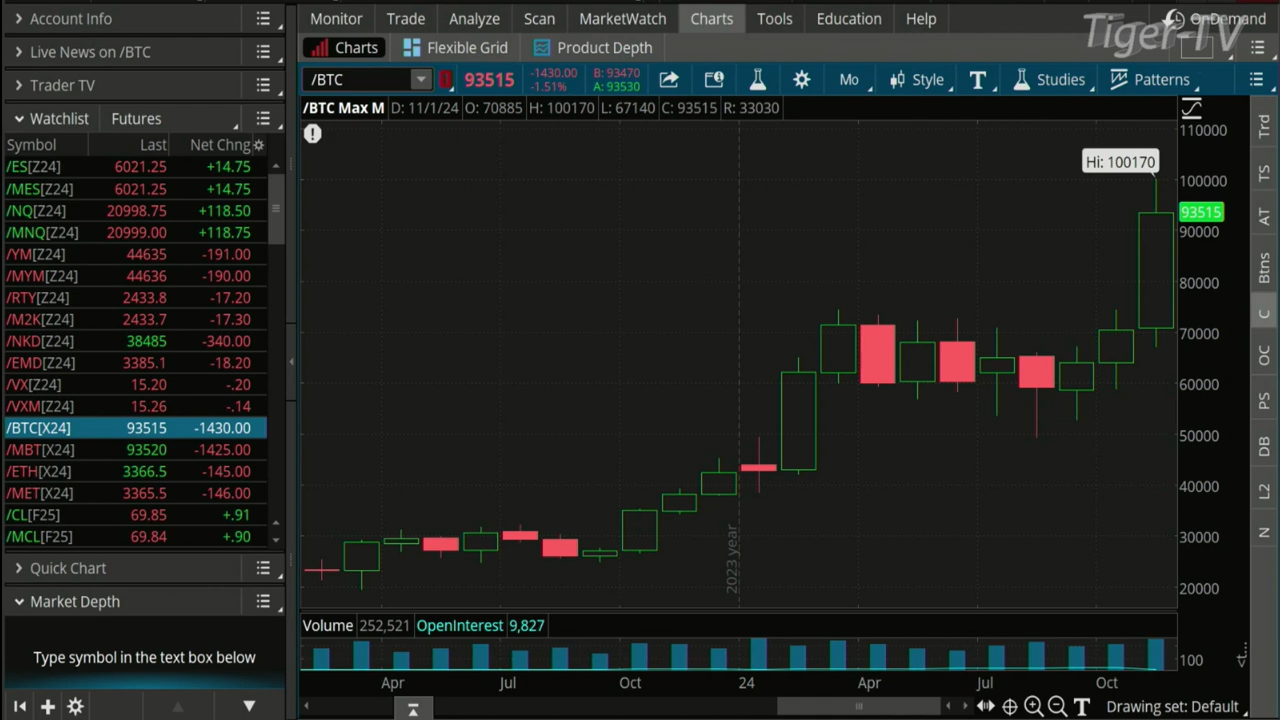 Account Info
Live News on /BTC
Trader TV
Watchlist Futures
Symbol Last Net Chng
/ES[Z24] 6021.25 +14.75
/MES[Z24] 6021.25 +14.75
/NQ[Z24] 20998.75 +118.50
/MNQ[Z24] 20999.00 +118.75
/YM[Z24] 44635 -191.00
/MYM[Z24] 44636 -190.00
/RTY[Z24] 2433.8 -17.20
/M2K[Z24] 2433.7 -17.30
/NKD[Z24] 38485 -340.00
/EMD[Z24] 3385.1 -18.20
/VX[Z24] 15.20 -.20
/VXM[Z24] 15.26 -.14
/BTC[X24] 93515 -1430.00
/MBT[X24] 93520 -1425.00
/ETH[X24] 3366.5 -145.00
/MET[X24] 3365.5 -146.00
/CL[F25] 69.85 +.91
/MCL[F25] 69.84 +.90
Quick Chart
Market Depth
Type symbol in the text box below
Monitor Trade Analyze Scan MarketWatch Charts Tools Education Help
Tiger-TV
OnDemand
Charts Flexible Grid Product Depth
/BTC 93515 -1430.00 B: 93470
-1.51% A: 93530
Mo Style T Studies Patterns
/BTC Max M D: 11/1/24 O: 70885 H: 100170 L: 67140 C: 93515 R: 33030
Hi: 100170
110000
100000
93515
90000
80000
70000
60000
50000
40000
30000
20000
2023 year
Volume 252,521 OpenInterest 9,827
100
<t...
Apr Jul Oct 24 Apr Jul Oct
T Drawing set: Default
Trd
TS
AT
Btns
C
OC
PS
DB
L2
N